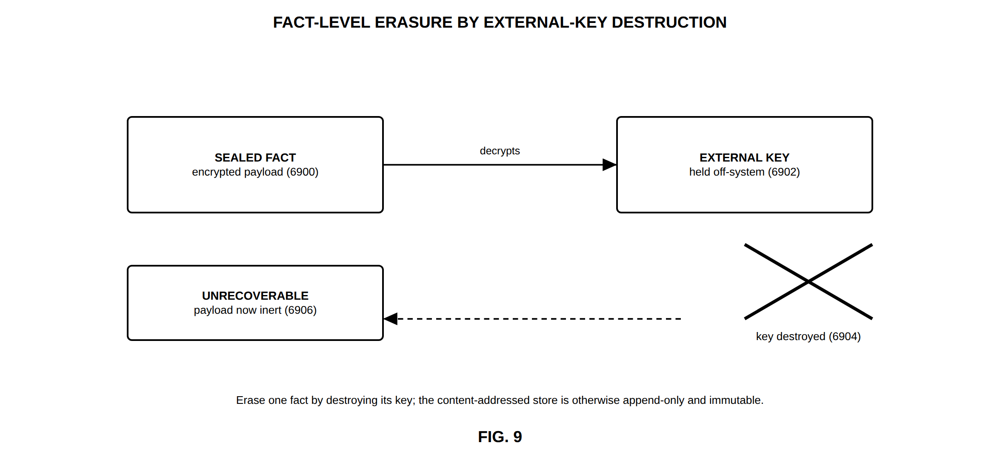 FACT-LEVEL ERASURE BY EXTERNAL-KEY DESTRUCTION
SEALED FACT
encrypted payload (6900)
decrypts
EXTERNAL KEY
held off-system (6902)
UNRECOVERABLE
payload now inert (6906)
key destroyed (6904)
Erase one fact by destroying its key; the content-addressed store is otherwise append-only and immutable.
FIG. 9